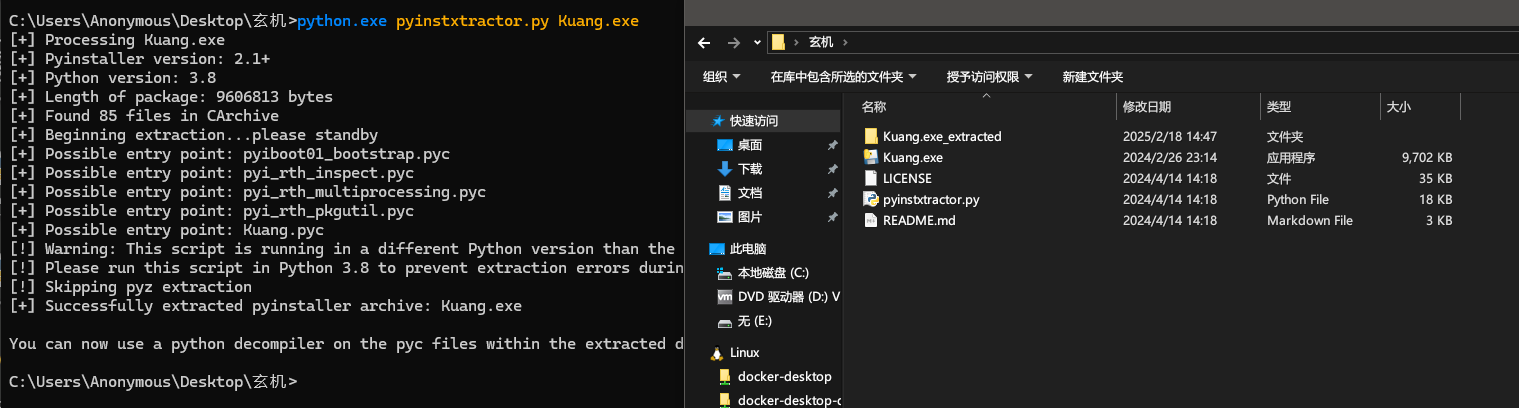 C:\Users\Anonymous\Desktop\玄机>python.exe pyinstxtractor.py Kuang.exe
[+] Processing Kuang.exe
[+] Pyinstaller version: 2.1+
[+] Python version: 3.8
[+] Length of package: 9606813 bytes
[+] Found 85 files in CArchive
[+] Beginning extraction...please standby
[+] Possible entry point: pyiboot01_bootstrap.pyc
[+] Possible entry point: pyi_rth_inspect.pyc
[+] Possible entry point: pyi_rth_multiprocessing.pyc
[+] Possible entry point: pyi_rth_pkgutil.pyc
[+] Possible entry point: Kuang.pyc
[!] Warning: This script is running in a different Python version than the
[!] Please run this script in Python 3.8 to prevent extraction errors durin
[!] Skipping pyz extraction
[+] Successfully extracted pyinstaller archive: Kuang.exe
You can now use a python decompiler on the pyc files within the extracted d
C:\Users\Anonymous\Desktop\玄机>
玄机
组织 在库中包含所选的文件夹 授予访问权限 新建文件夹
快速访问
桌面
下载
文档
图片
此电脑
本地磁盘 (C:)
DVD 驱动器 (D:) V
无 (E:)
Linux
docker-desktop
docker-desktop-d
名称 修改日期 类型 大小
Kuang.exe_extracted 2025/2/18 14:47 文件夹
Kuang.exe 2024/2/26 23:14 应用程序 9,702 KB
LICENSE 2024/4/14 14:18 文件 35 KB
pyinstxtractor.py 2024/4/14 14:18 Python File 18 KB
README.md 2024/4/14 14:18 Markdown File 3 KB